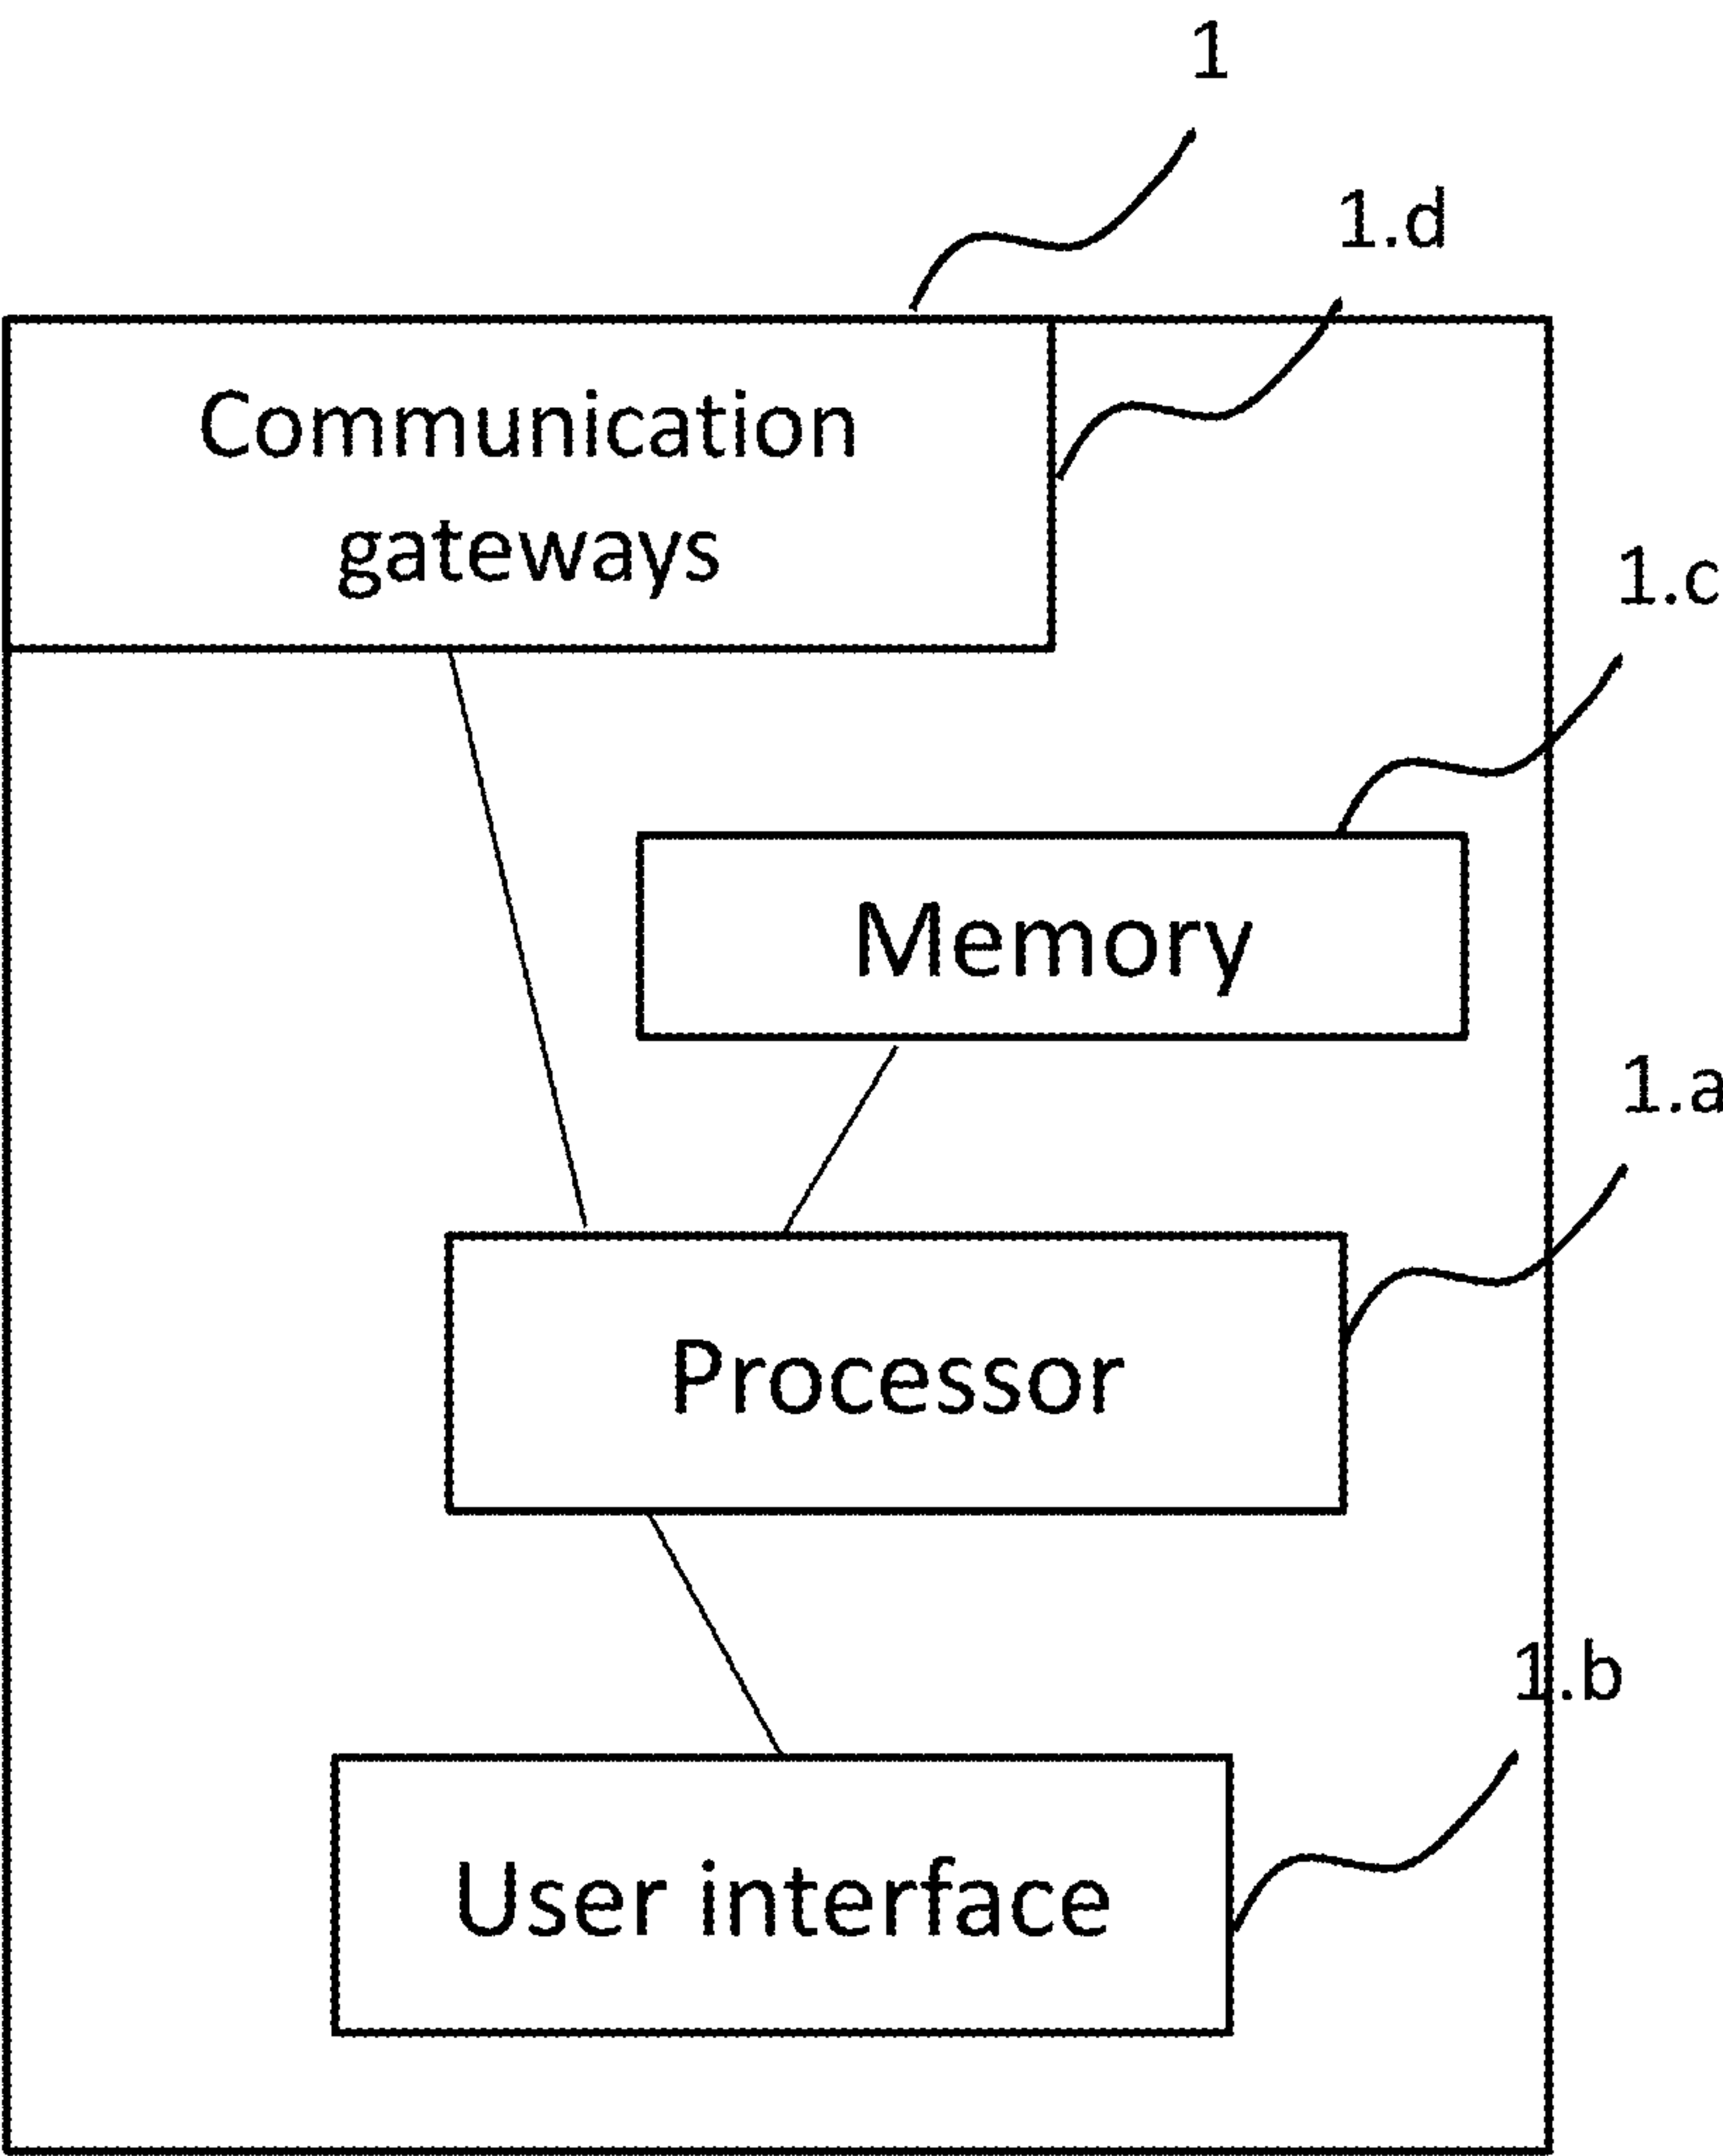 1
1.d
Communication
gateways
1.c
Memory
1.a
Processor
1.b
User interface